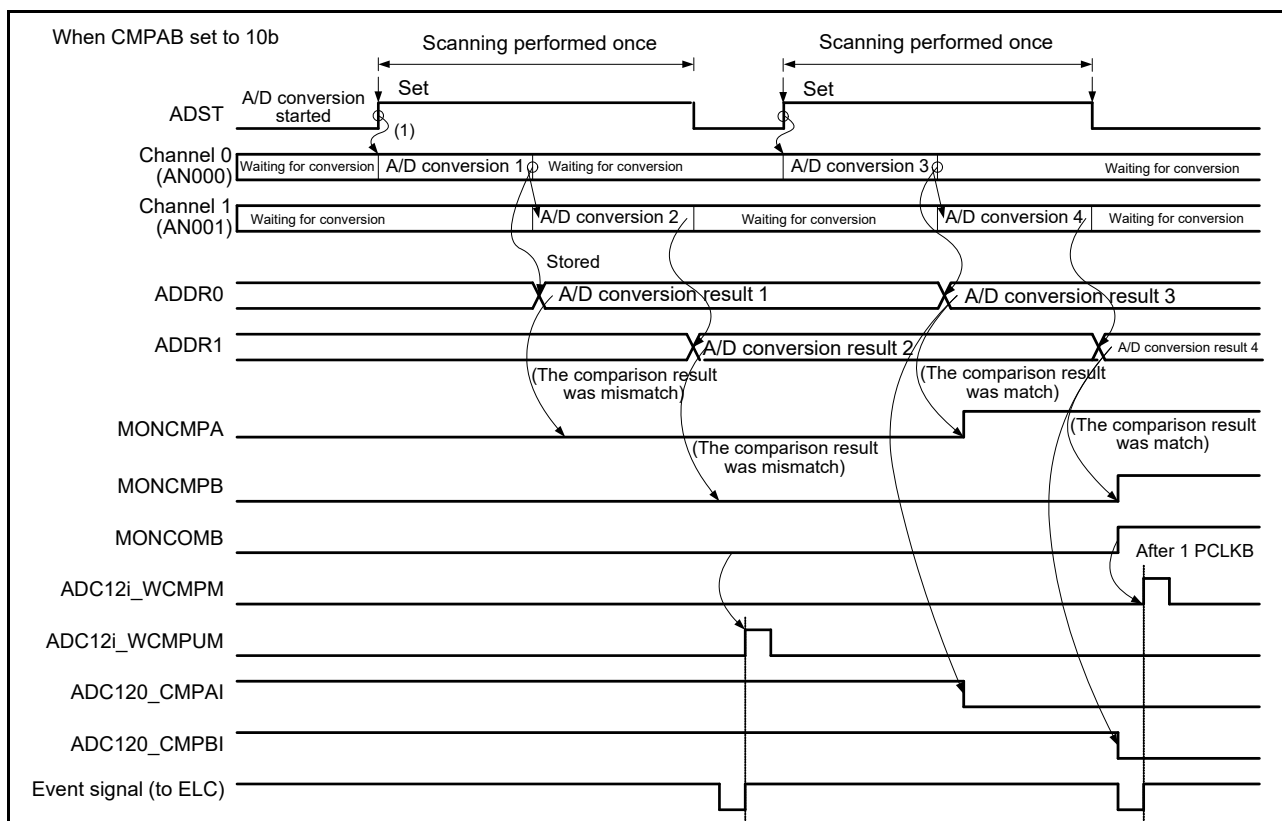 When CMPAB set to 10b
Scanning performed once
Scanning performed once
A/D conversion
started
Set
Set
ADST
(1)
Channel 0
(AN000)
Waiting for conversion
A/D conversion 1
Waiting for conversion
A/D conversion 3
Waiting for conversion
Channel 1
(AN001)
Waiting for conversion
A/D conversion 2
Waiting for conversion
A/D conversion 4
Waiting for conversion
Stored
ADDR0
A/D conversion result 1
A/D conversion result 3
ADDR1
A/D conversion result 2
A/D conversion result 4
(The comparison result
was mismatch)
(The comparison result
was match)
MONCMPA
(The comparison result
was mismatch)
(The comparison result
was match)
MONCMPB
MONCOMB
After 1 PCLKB
ADC12i_WCMPM
ADC12i_WCMPUM
ADC120_CMPAI
ADC120_CMPBI
Event signal (to ELC)